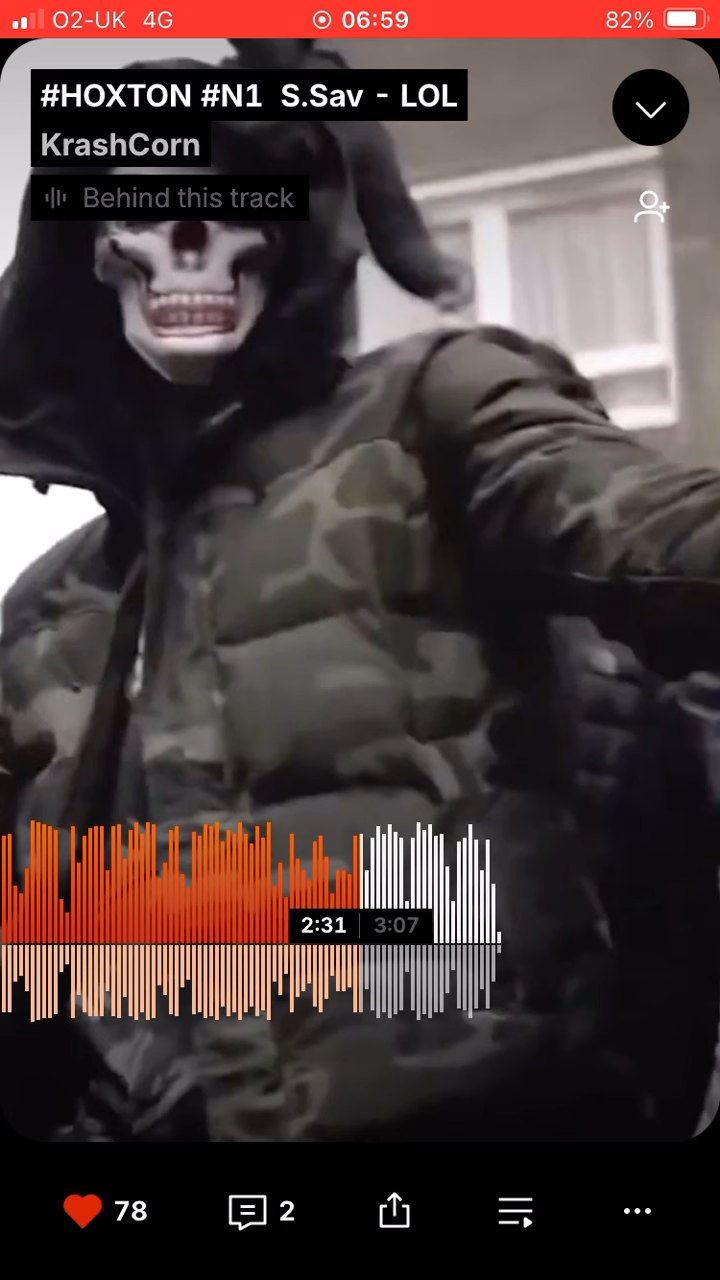 O2-UK 4G 06:59 82%
#HOXTON #N1 S.Sav - LOL
KrashCorn
Behind this track
2:31 3:07
78 2